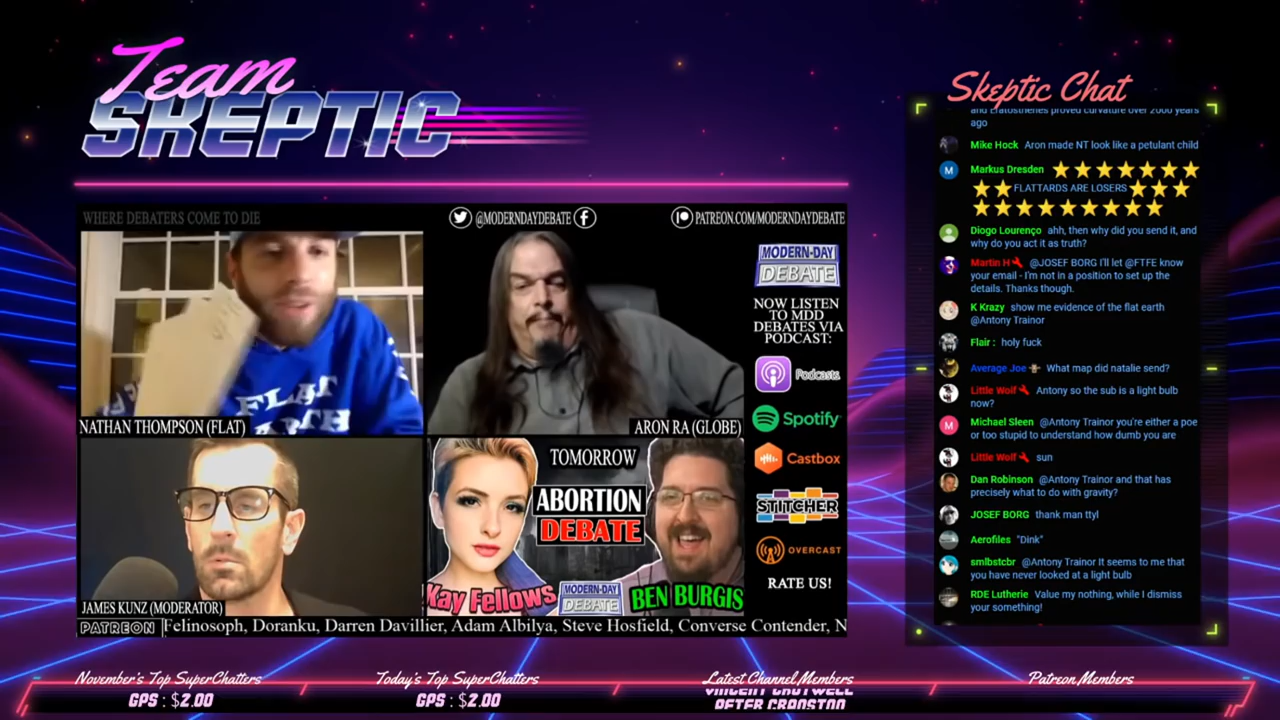 Team
SKEPTIC
WHERE DEBATERS COME TO DIE
@MODERNDAYDEBATE
PATREON.COM/MODERNDAYDEBATE
FLAT
NATHAN THOMPSON (FLAT)
ARON RA (GLOBE)
MODERN-DAY
DEBATE
NOW LISTEN
TO MDD
DEBATES VIA
PODCAST:
Podcasts
Spotify
Castbox
STITCHER
OVERCAST
RATE US!
JAMES KUNZ (MODERATOR)
TOMORROW
ABORTION
DEBATE
Kay Fellows
MODERN-DAY
DEBATE
BEN BURGIS
PATREON Felinosoph, Doranku, Darren Davillier, Adam Albilya, Steve Hosfield, Converse Contender, N
Skeptic Chat
and Eratosthenes proved curvature over 2000 years
ago
Mike Hock Aron made NT look like a petulant child
M Markus Dresden ⭐⭐⭐⭐⭐⭐⭐
⭐⭐FLATTARDS ARE LOSERS⭐⭐⭐
⭐⭐⭐⭐⭐⭐⭐⭐⭐
Diogo Lourenço ahh, then why did you send it, and
why do you act it as truth?
Martin H @JOSEF BORG I'll let @FTFE know
your email - I'm not in a position to set up the
details. Thanks though.
K Krazy show me evidence of the flat earth
@Antony Trainor
Flair : holy fuck
Average Joe What map did natalie send?
Little Wolf Antony so the sub is a light bulb
now?
M Michael Sleen @Antony Trainor you're either a poe
or too stupid to understand how dumb you are
Little Wolf sun
Dan Robinson @Antony Trainor and that has
precisely what to do with gravity?
JOSEF BORG thank man ttyl
Aerofiles "Dink"
smlbstcbr @Antony Trainor It seems to me that
you have never looked at a light bulb
RDE Lutherie Value my nothing, while I dismiss
your something!
November's Top SuperChatters
GPS : $2.00
Today's Top SuperChatters
GPS : $2.00
Latest Channel Members
Patreon Members